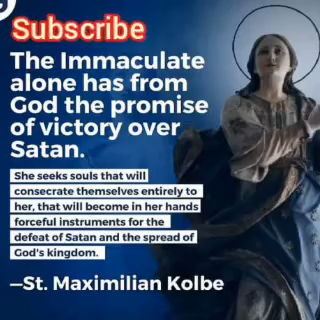 Subscribe
The Immaculate
alone has from
God the promise
of victory over
Satan.
She seeks souls that will
consecrate themselves entirely to
her, that will become in her hands
forceful instruments for the
defeat of Satan and the spread of
God's kingdom.
—St. Maximilian Kolbe